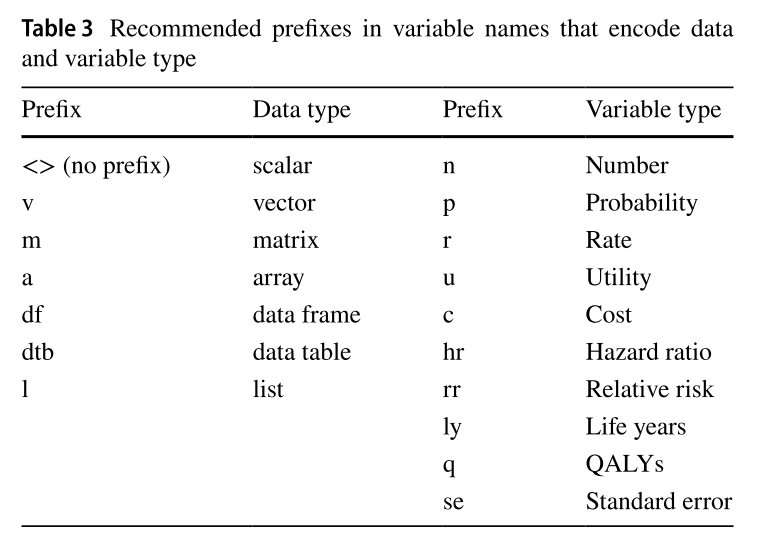 Table 3 Recommended prefixes in variable names that encode data
and variable type
Prefix Data type Prefix Variable type
<> (no prefix) scalar n Number
v vector p Probability
m matrix r Rate
a array u Utility
df data frame c Cost
dtb data table hr Hazard ratio
l list rr Relative risk
ly Life years
q QALYs
se Standard error